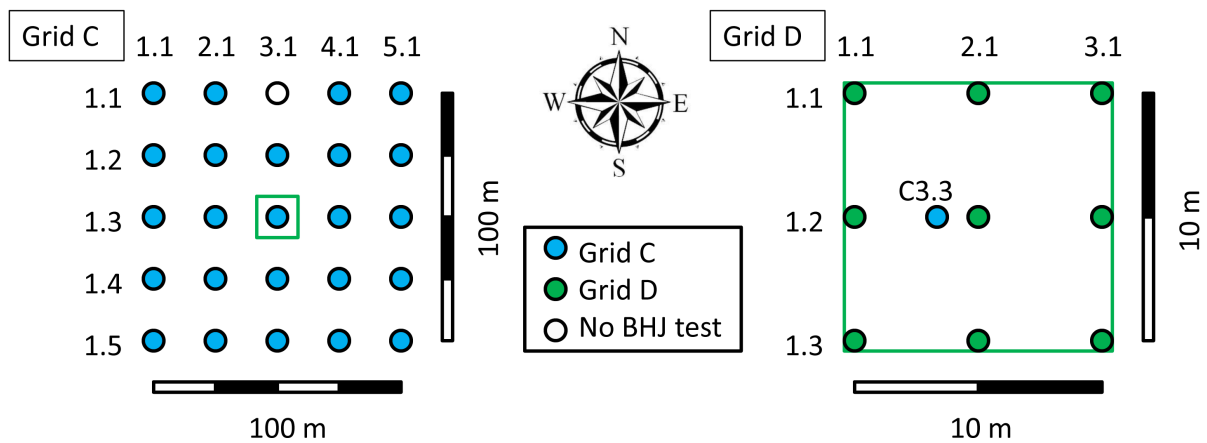 Grid C
1.1 2.1 3.1 4.1 5.1
1.1
1.2
1.3
1.4
1.5
100 m
100 m
N
W E
S
Grid C
Grid D
No BHJ test
Grid D
1.1 2.1 3.1
1.1
C3.3
1.2
1.3
10 m
10 m